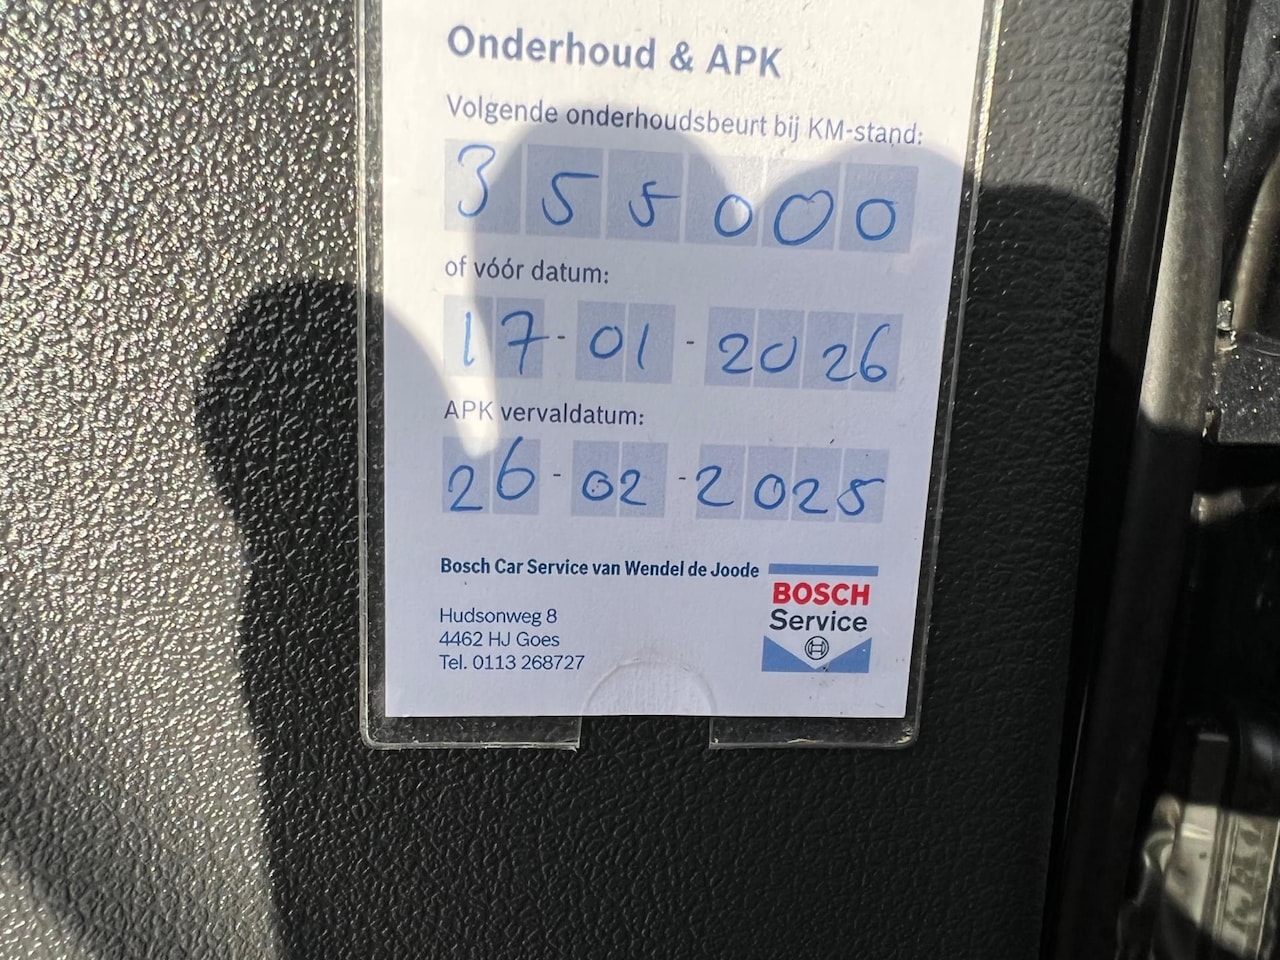 Onderhoud & APK
Volgende onderhoudsbeurt bij KM-stand:
355000
of vóór datum:
17-01-2026
APK vervaldatum:
26-02-2025
Bosch Car Service van Wendel de Joode
Hudsonweg 8
4462 HJ Goes
Tel. 0113 268727
BOSCH
Service